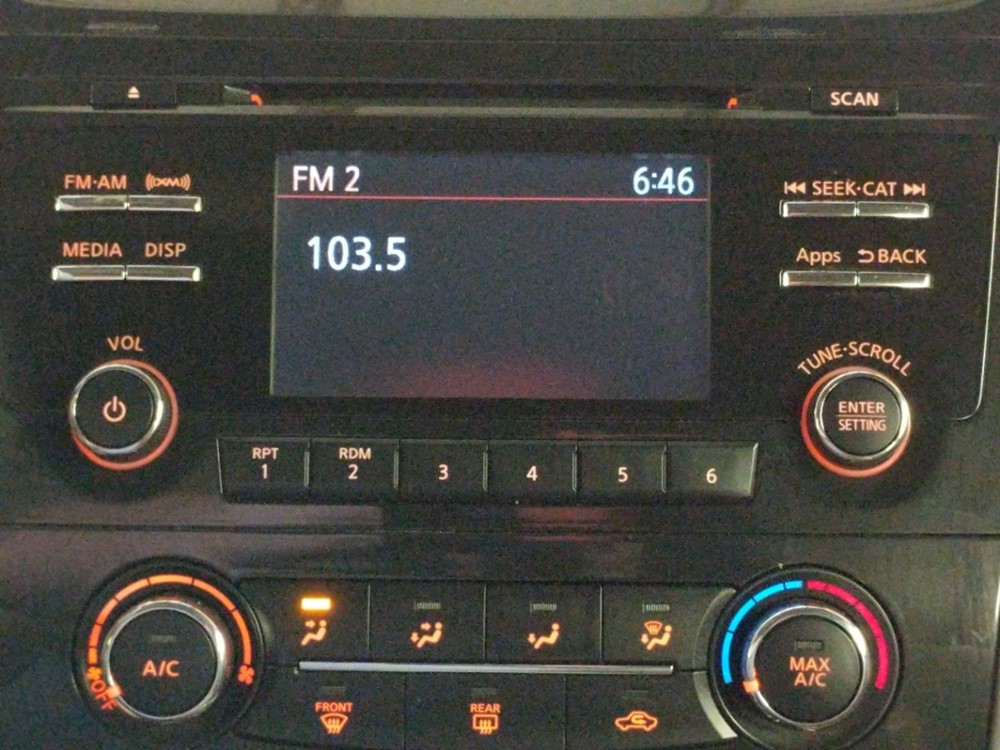 SCAN
FM·AM
((XM))
FM 2
6:46
SEEK·CAT
MEDIA
DISP
103.5
Apps
BACK
VOL
TUNE·SCROLL
ENTER
SETTING
RPT
1
RDM
2
3
4
5
6
A/C
OFF
MAX
A/C
FRONT
REAR